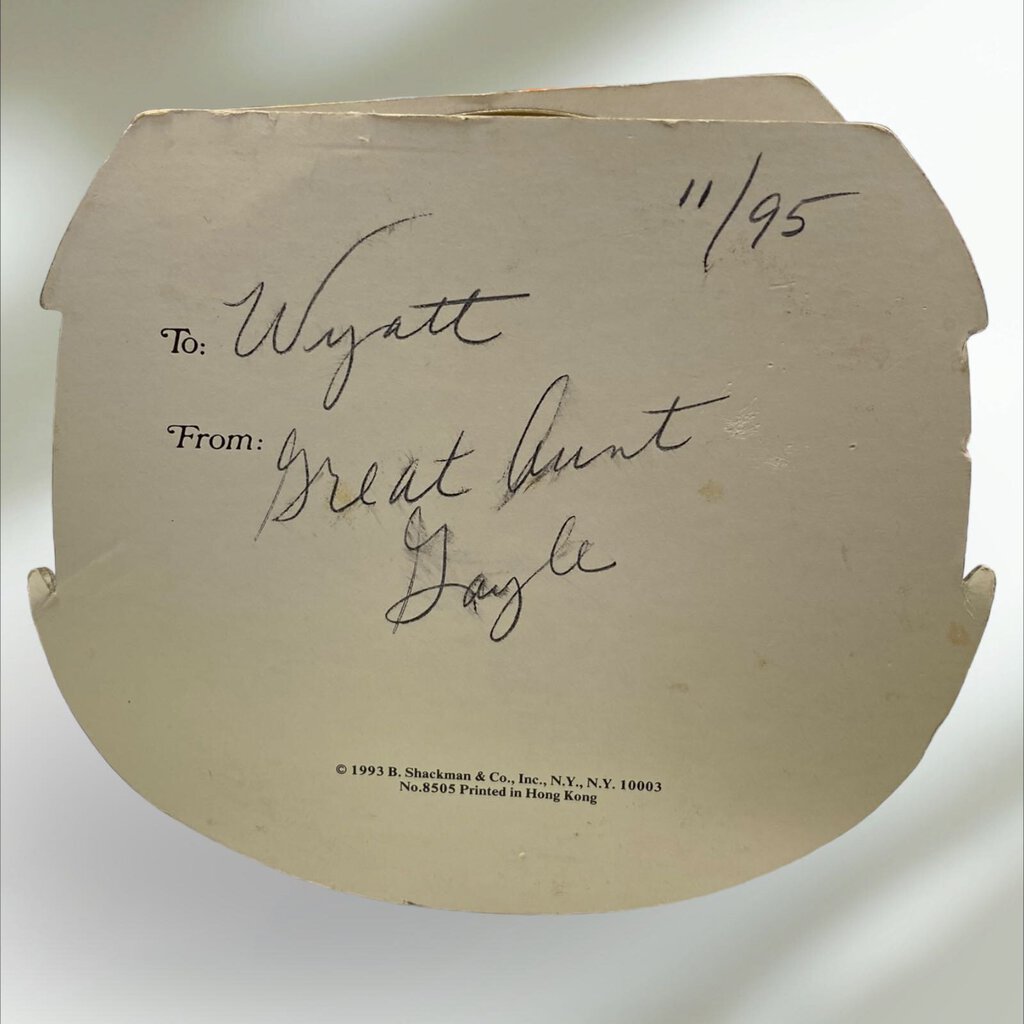 11/95
To: Wyatt
From: Great Aunt
Gayle
© 1993 B. Shackman & Co., Inc., N.Y., N.Y. 10003
No.8505 Printed in Hong Kong